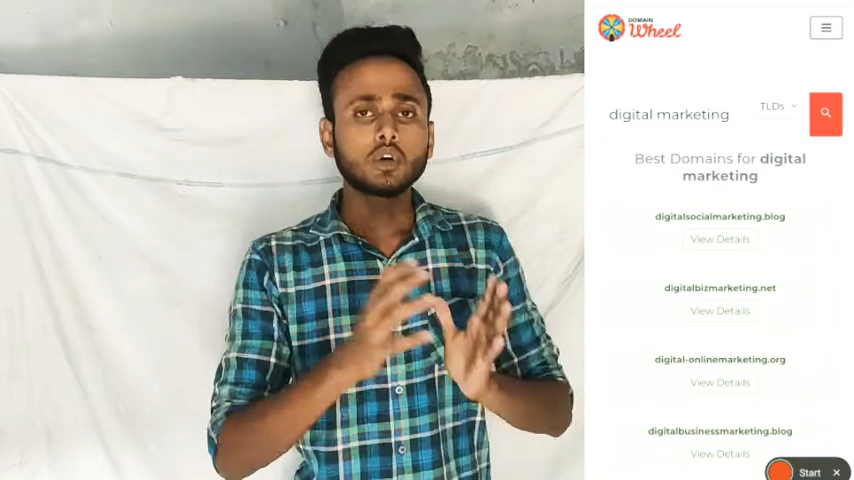 DOMAIN
Wheel
digital marketing
TLDs
Best Domains for digital
marketing
digitalsocialmarketing.blog
View Details
digitalbizmarketing.net
View Details
digital-onlinemarketing.org
View Details
digitalbusinessmarketing.blog
View Details
Start